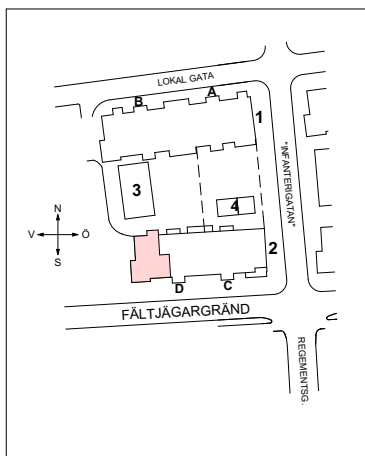 LOKAL GATA
B
A
1
"INFANTERIGATAN"
3
4
N
V
Ö
S
2
D
C
FÄLTJÄGARGRÄND
REGEMENTSG.